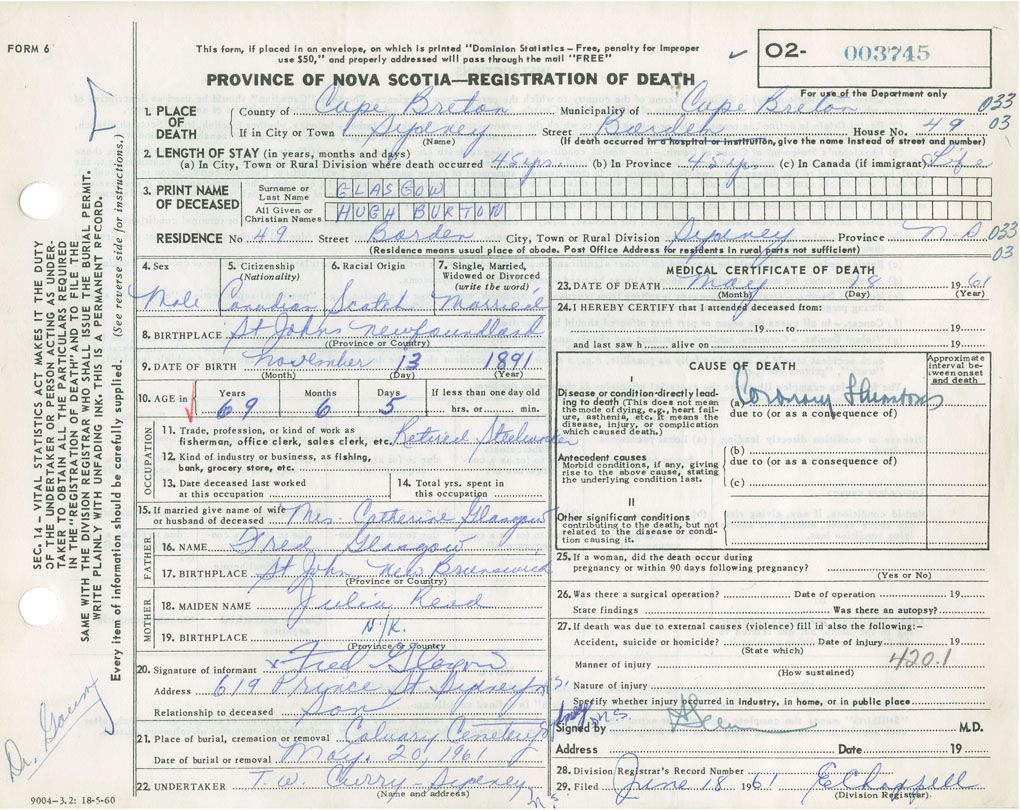 FORM 6
This form, if placed in an envelope, on which is printed "Dominion Statistics – Free, penalty for improper
use $50," and properly addressed will pass through the mail "FREE"
✓ O2- 003745
For use of the Department only
PROVINCE OF NOVA SCOTIA—REGISTRATION OF DEATH
1. PLACE OF DEATH
County of Cape Breton Municipality of Cape Breton 033
03
If in City or Town Sydney Street Borden House No. 49
(Name) (If death occurred in a hospital or institution, give the name instead of street and number)
2. LENGTH OF STAY (in years, months and days)
(a) In City, Town or Rural Division where death occurred 45 yrs. (b) In Province 45 yrs (c) In Canada (if immigrant) Life
3. PRINT NAME OF DECEASED
Surname or Last Name GLASGOW
All Given or Christian Names HUGH BURTON
RESIDENCE No. 49 Street Borden City, Town or Rural Division Sydney Province N.S 033
03
(Residence means usual place of abode. Post Office Address for residents in rural parts not sufficient)
4. Sex Male
5. Citizenship (Nationality) Canadian
6. Racial Origin Scotch
7. Single, Married, Widowed or Divorced (write the word) Married
8. BIRTHPLACE St Johns Newfoundland
(Province or Country)
9. DATE OF BIRTH November 13 1891
(Month) (Day) (Year)
10. AGE in Years 69 Months 6 Days 5 If less than one day old
hrs. or min.
OCCUPATION
11. Trade, profession, or kind of work as
fisherman, office clerk, sales clerk, etc. Retired Steelworker
12. Kind of industry or business, as fishing,
bank, grocery store, etc.
13. Date deceased last worked
at this occupation
14. Total yrs. spent in
this occupation
15. If married give name of wife
or husband of deceased Mrs. Catherine Glasgow
FATHER
16. NAME Fred Glasgow
17. BIRTHPLACE St John New Brunswick
(Province or Country)
MOTHER
18. MAIDEN NAME Julia Reid
19. BIRTHPLACE N/K.
(Province or Country)
20. Signature of informant x Fred Glasgow
Address 619 Prince St Sydney N.S.
Relationship to deceased Son
21. Place of burial, cremation or removal Calvary Cemetery Sydney N.S.
Date of burial or removal May. 20, 1961
22. UNDERTAKER T.W. Curry - Sydney N.S.
(Name and address)
MEDICAL CERTIFICATE OF DEATH
23. DATE OF DEATH May 18 1961
(Month) (Day) (Year)
24. I HEREBY CERTIFY that I attended deceased from:
19 to 19
and last saw h alive on 19
CAUSE OF DEATH
Approximate interval between onset and death
I
Disease or condition directly leading to death (This does not mean the mode of dying, e.g., heart failure, asthenia, etc. It means the disease, injury, or complication which caused death.)
(a) Coronary Thrombosis
due to (or as a consequence of)
Antecedent causes
Morbid conditions, if any, giving rise to the above cause, stating the underlying condition last.
(b)
due to (or as a consequence of)
(c)
II
Other significant conditions
contributing to the death, but not related to the disease or condition causing it.
25. If a woman, did the death occur during
pregnancy or within 90 days following pregnancy?
(Yes or No)
26. Was there a surgical operation? Date of operation 19
State findings Was there an autopsy?
27. If death was due to external causes (violence) fill in also the following:–
Accident, suicide or homicide? Date of injury 19
(State which)
Manner of injury 420.1
(How sustained)
Nature of injury
Specify whether injury occurred in Industry, in home, or in public place
Signed by M.D.
Address Date 19
28. Division Registrar's Record Number
29. Filed June 18 1961 E Chappell
(Division Registrar)
SEC. 14 – VITAL STATISTICS ACT MAKES IT THE DUTY
OF THE UNDERTAKER OR PERSON ACTING AS UNDER-
TAKER TO OBTAIN ALL THE PARTICULARS REQUIRED
IN THE "REGISTRATION OF DEATH" AND TO FILE THE
SAME WITH THE DIVISION REGISTRAR WHO SHALL ISSUE THE BURIAL PERMIT.
WRITE PLAINLY WITH UNFADING INK. THIS IS A PERMANENT RECORD.
Every item of information should be carefully supplied. (See reverse side for instructions.)
Dr.
9004-3.2: 18-5-60